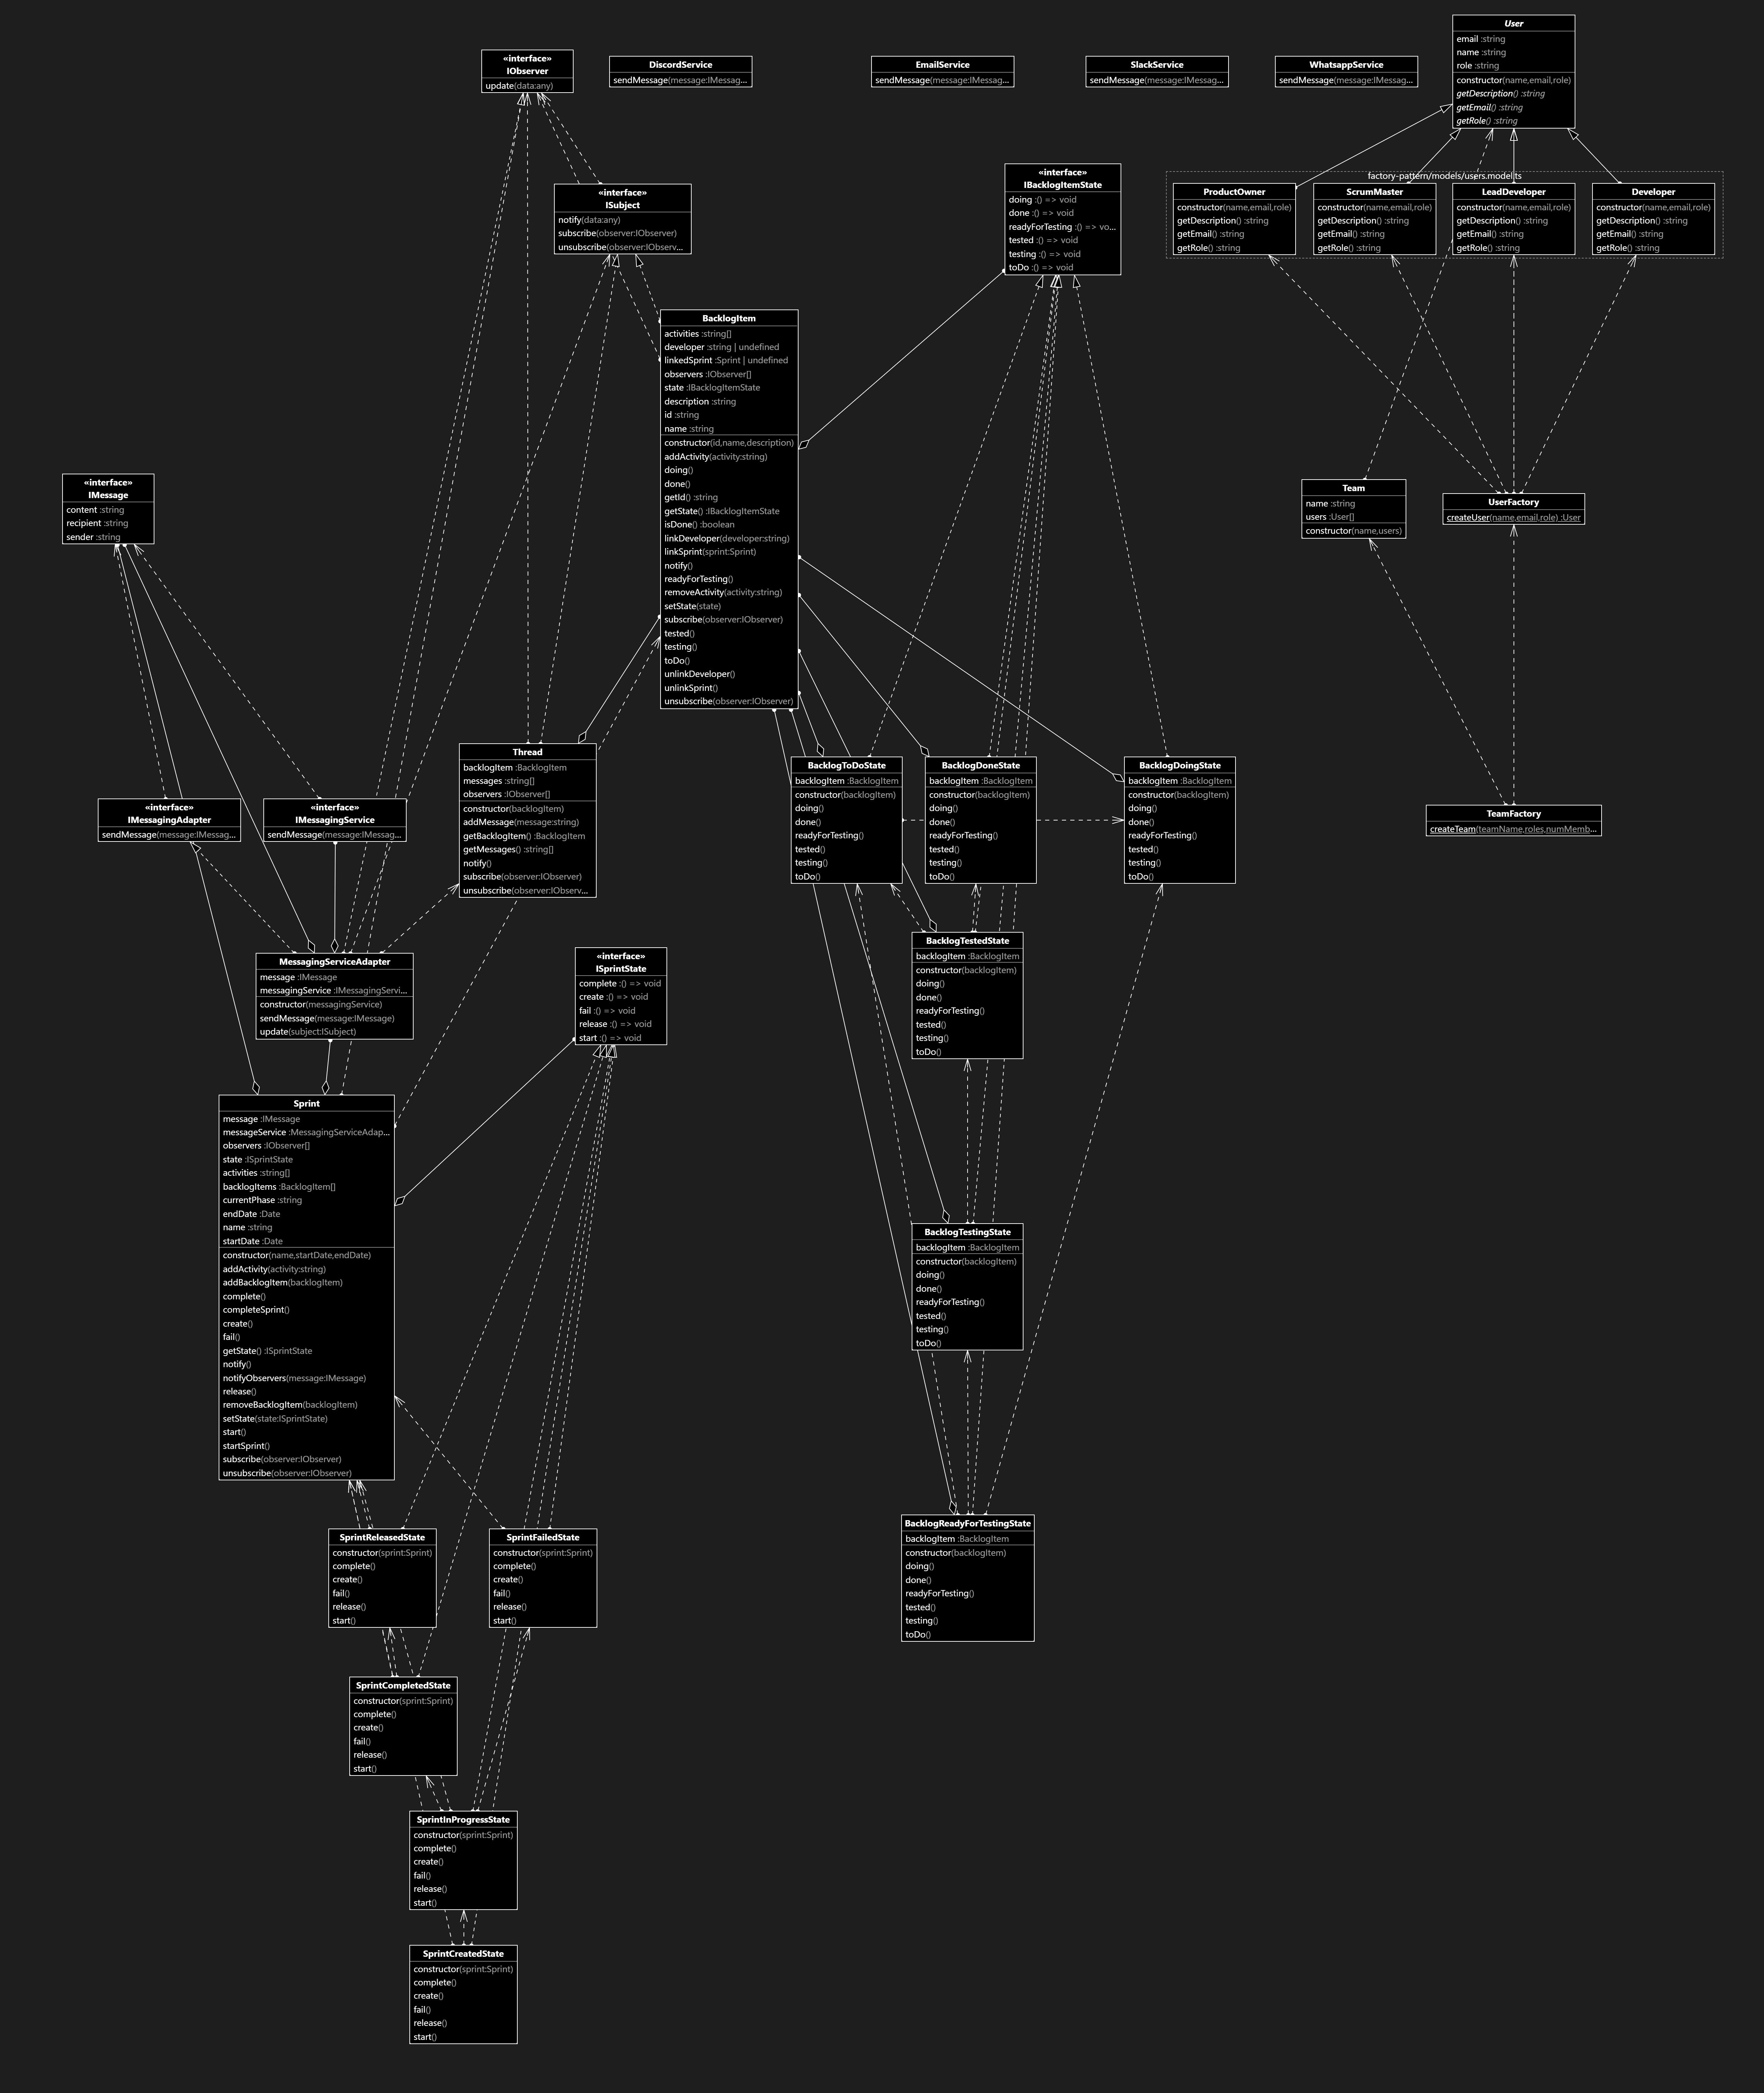 User
email :string
name :string
role :string
constructor(name,email,role)
getDescription() :string
getEmail() :string
getRole() :string
«interface»
IObserver
update(data:any)
DiscordService
sendMessage(message:IMessag...
EmailService
sendMessage(message:IMessag...
SlackService
sendMessage(message:IMessag...
WhatsappService
sendMessage(message:IMessag...
«interface»
ISubject
notify(data:any)
subscribe(observer:IObserver)
unsubscribe(observer:IObserv...
«interface»
IBacklogItemState
doing :() => void
done :() => void
readyForTesting :() => vo...
tested :() => void
testing :() => void
toDo :() => void
factory-pattern/models/users.model.ts
ProductOwner
constructor(name,email,role)
getDescription() :string
getEmail() :string
getRole() :string
ScrumMaster
constructor(name,email,role)
getDescription() :string
getEmail() :string
getRole() :string
LeadDeveloper
constructor(name,email,role)
getDescription() :string
getEmail() :string
getRole() :string
Developer
constructor(name,email,role)
getDescription() :string
getEmail() :string
getRole() :string
BacklogItem
activities :string[]
developer :string | undefined
linkedSprint :Sprint | undefined
observers :IObserver[]
state :IBacklogItemState
description :string
id :string
name :string
constructor(id,name,description)
addActivity(activity:string)
doing()
done()
getId() :string
getState() :IBacklogItemState
isDone() :boolean
linkDeveloper(developer:string)
linkSprint(sprint:Sprint)
notify()
readyForTesting()
removeActivity(activity:string)
setState(state)
subscribe(observer:IObserver)
tested()
testing()
toDo()
unlinkDeveloper()
unlinkSprint()
unsubscribe(observer:IObserver)
«interface»
IMessage
content :string
recipient :string
sender :string
Team
name :string
users :User[]
constructor(name,users)
UserFactory
createUser(name,email,role) :User
Thread
backlogItem :BacklogItem
messages :string[]
observers :IObserver[]
constructor(backlogItem)
addMessage(message:string)
getBacklogItem() :BacklogItem
getMessages() :string[]
notify()
subscribe(observer:IObserver)
unsubscribe(observer:IObserv...
BacklogToDoState
backlogItem :BacklogItem
constructor(backlogItem)
doing()
done()
readyForTesting()
tested()
testing()
toDo()
BacklogDoneState
backlogItem :BacklogItem
constructor(backlogItem)
doing()
done()
readyForTesting()
tested()
testing()
toDo()
BacklogDoingState
backlogItem :BacklogItem
constructor(backlogItem)
doing()
done()
readyForTesting()
tested()
testing()
toDo()
«interface»
IMessagingAdapter
sendMessage(message:IMessag...
«interface»
IMessagingService
sendMessage(message:IMessag...
TeamFactory
createTeam(teamName,roles,numMemb...
MessagingServiceAdapter
message :IMessage
messagingService :IMessagingServi...
constructor(messagingService)
sendMessage(message:IMessage)
update(subject:ISubject)
«interface»
ISprintState
complete :() => void
create :() => void
fail :() => void
release :() => void
start :() => void
BacklogTestedState
backlogItem :BacklogItem
constructor(backlogItem)
doing()
done()
readyForTesting()
tested()
testing()
toDo()
Sprint
message :IMessage
messageService :MessagingServiceAdap...
observers :IObserver[]
state :ISprintState
activities :string[]
backlogItems :BacklogItem[]
currentPhase :string
endDate :Date
name :string
startDate :Date
constructor(name,startDate,endDate)
addActivity(activity:string)
addBacklogItem(backlogItem)
complete()
completeSprint()
create()
fail()
getState() :ISprintState
notify()
notifyObservers(message:IMessage)
release()
removeBacklogItem(backlogItem)
setState(state:ISprintState)
start()
startSprint()
subscribe(observer:IObserver)
unsubscribe(observer:IObserver)
BacklogTestingState
backlogItem :BacklogItem
constructor(backlogItem)
doing()
done()
readyForTesting()
tested()
testing()
toDo()
BacklogReadyForTestingState
backlogItem :BacklogItem
constructor(backlogItem)
doing()
done()
readyForTesting()
tested()
testing()
toDo()
SprintReleasedState
constructor(sprint:Sprint)
complete()
create()
fail()
release()
start()
SprintFailedState
constructor(sprint:Sprint)
complete()
create()
fail()
release()
start()
SprintCompletedState
constructor(sprint:Sprint)
complete()
create()
fail()
release()
start()
SprintInProgressState
constructor(sprint:Sprint)
complete()
create()
fail()
release()
start()
SprintCreatedState
constructor(sprint:Sprint)
complete()
create()
fail()
release()
start()